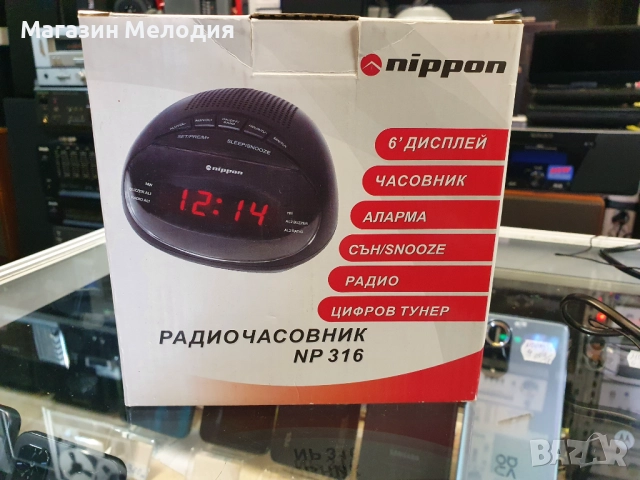 Магазин Мелодия
nippon
6' ДИСПЛЕЙ
ЧАСОВНИК
АЛАРМА
СЪН/SNOOZE
РАДИО
ЦИФРОВ ТУНЕР
SLEEP/SNOOZE
nippon
12:14
РАДИОЧАСОВНИК
NP 316
BAZAR